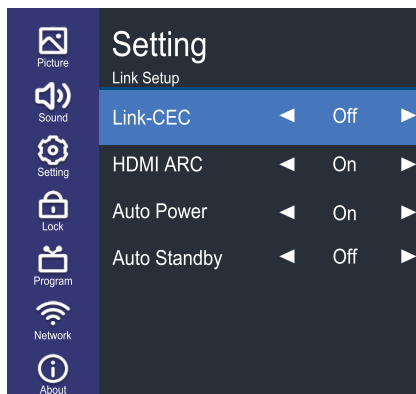 Picture
Sound
Setting
Lock
Program
Network
About
Setting
Link Setup
Link-CEC Off
HDMI ARC On
Auto Power On
Auto Standby Off